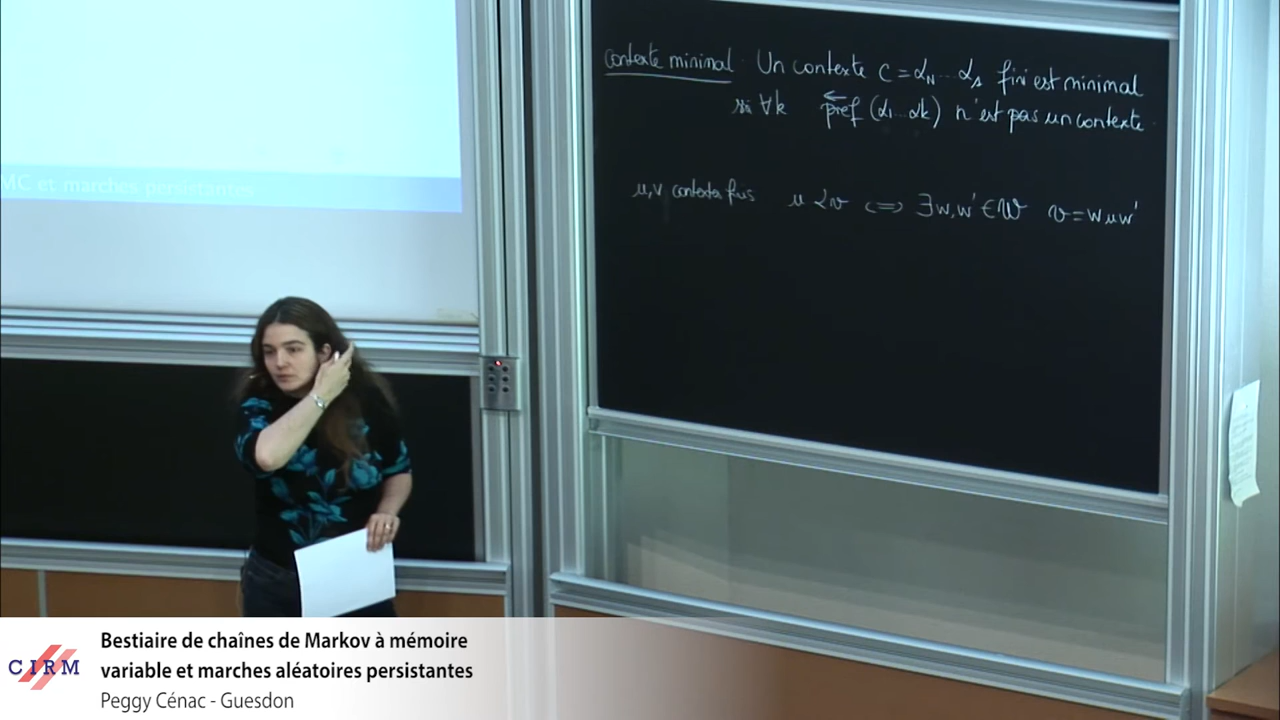 MC et marches persistantes
contexte minimal. Un contexte c = α_N ... α_1 fini est minimal
si ∀k pref (α_1 ... α_k) n'est pas un contexte.
u, v contextes finis u ≺ v ⟺ ∃ w, w' ∈ W v = w u w'
CIRM
Bestiaire de chaînes de Markov à mémoire
variable et marches aléatoires persistantes
Peggy Cénac - Guesdon